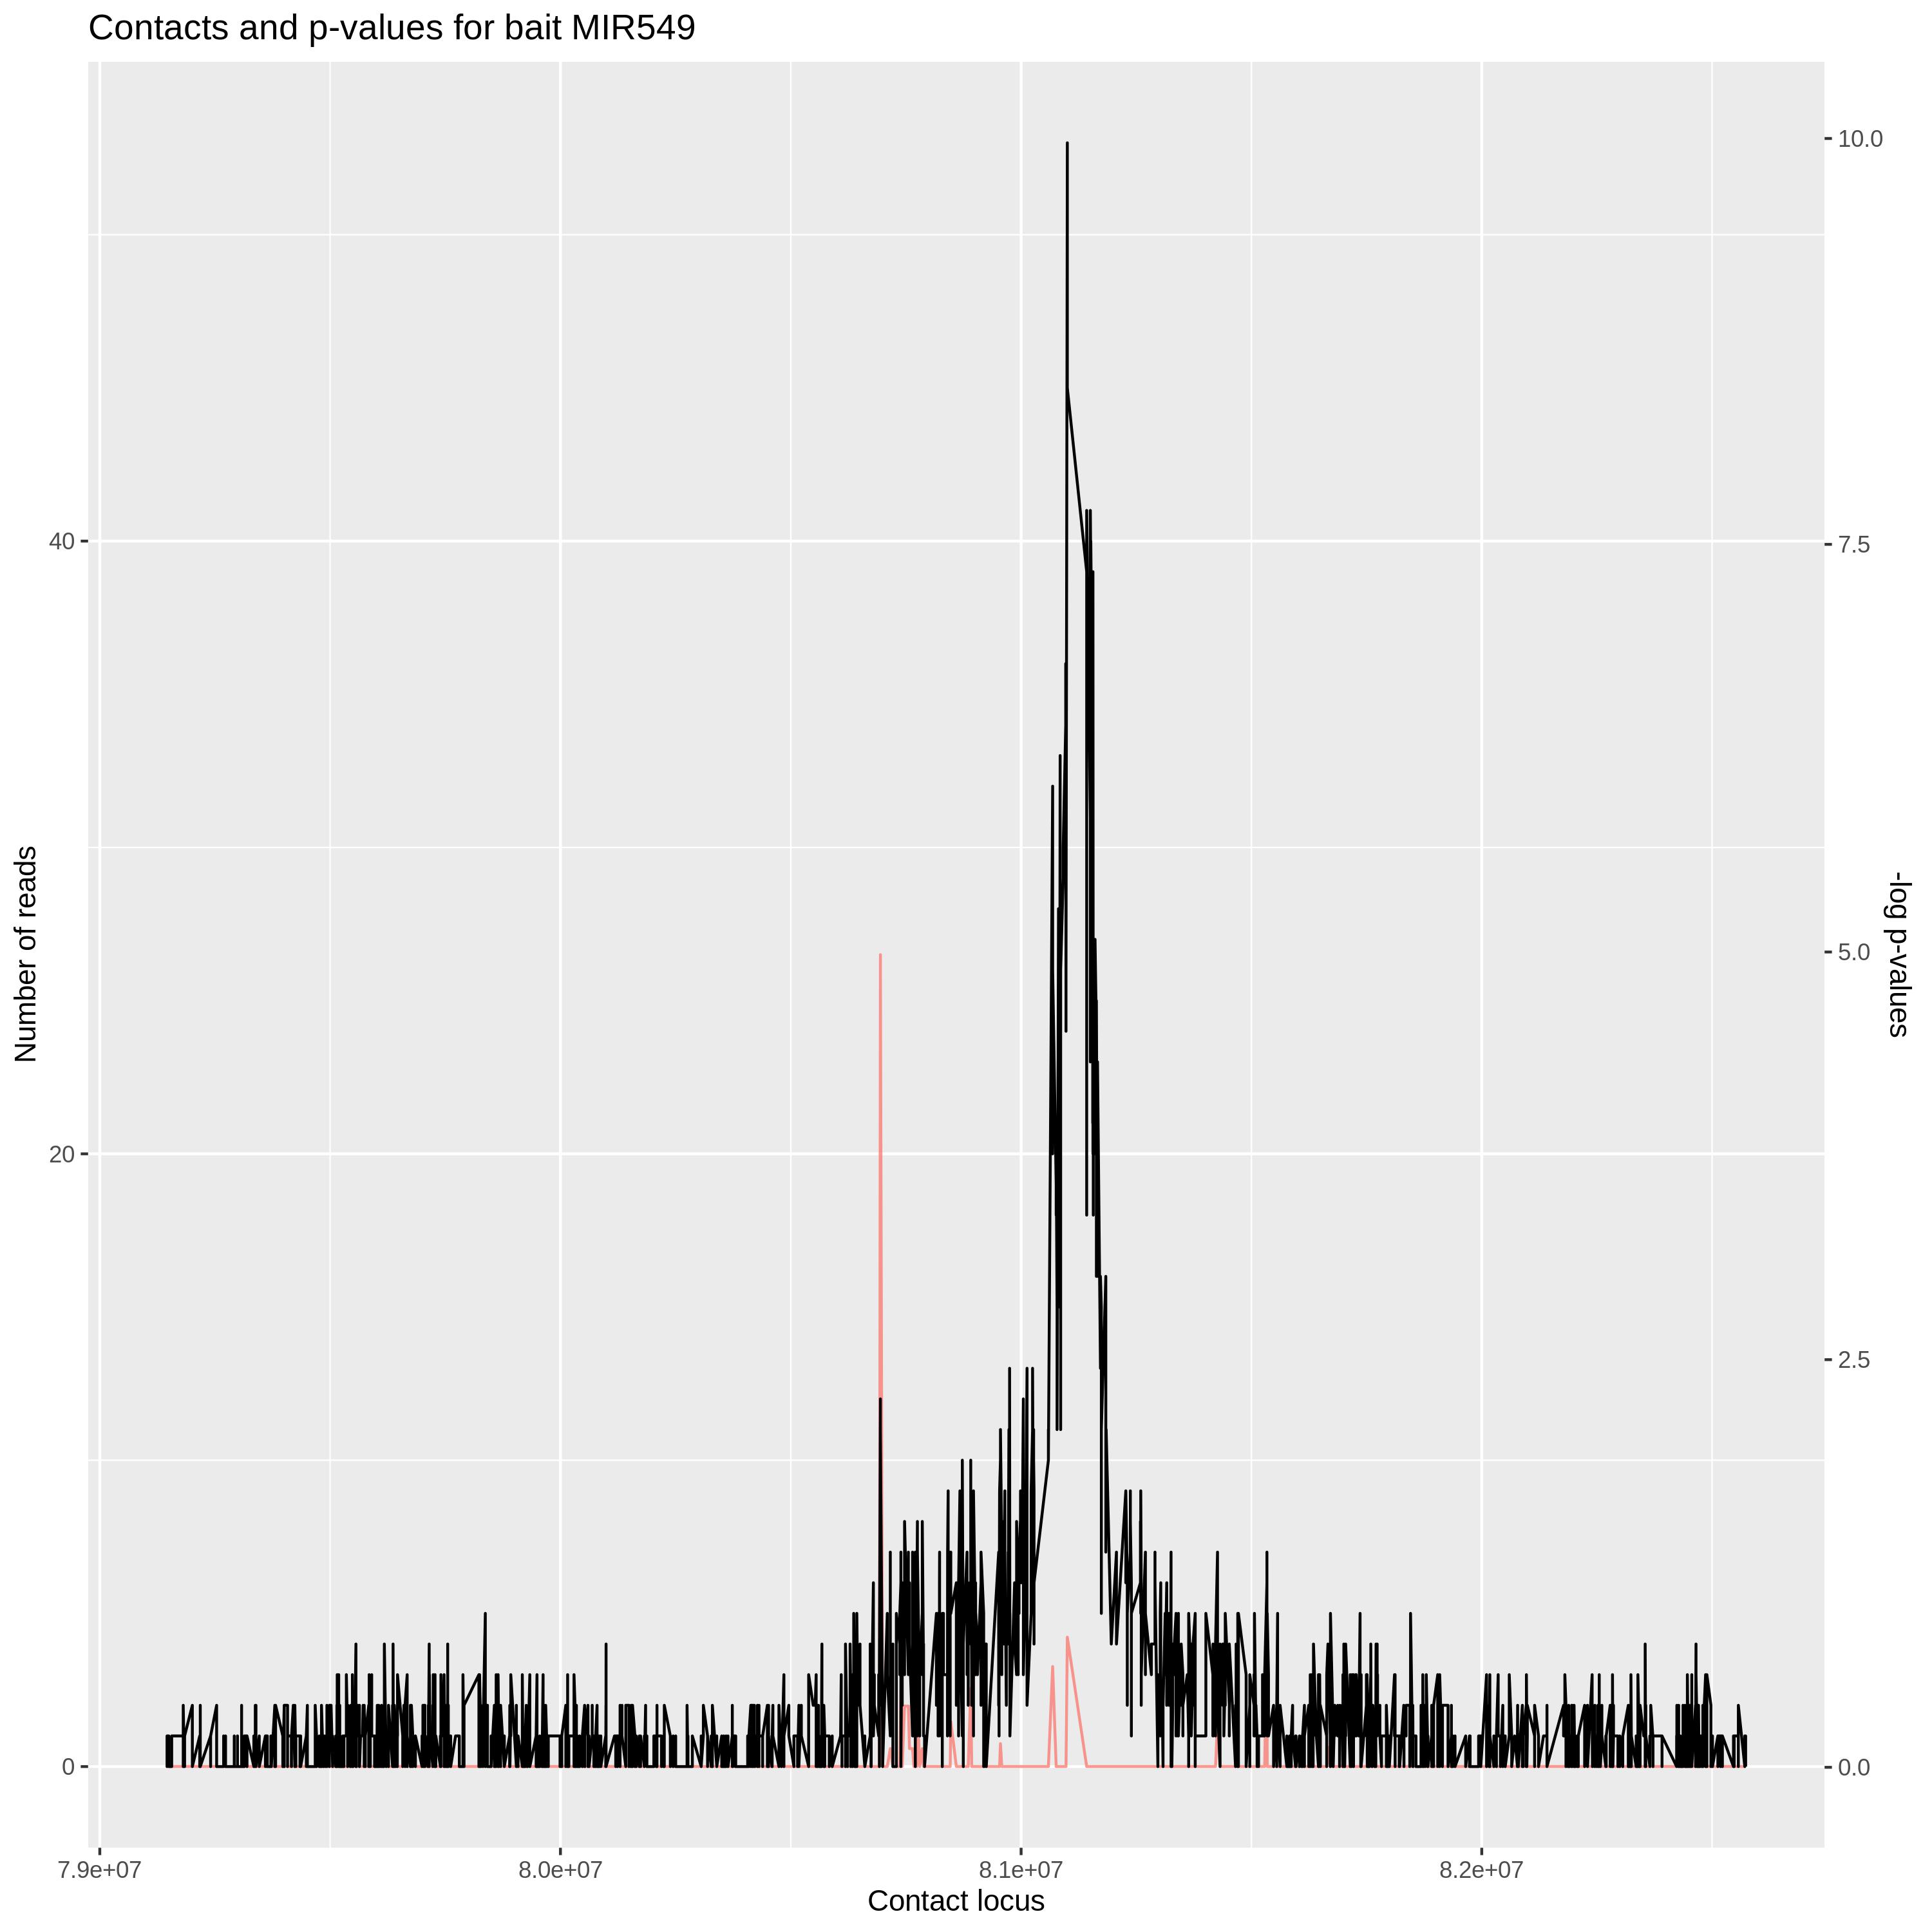 Contacts and p-values for bait MIR549
Number of reads
40
20
0
10.0
7.5
5.0
2.5
0.0
-log p-values
7.9e+07
8.0e+07
8.1e+07
8.2e+07
Contact locus